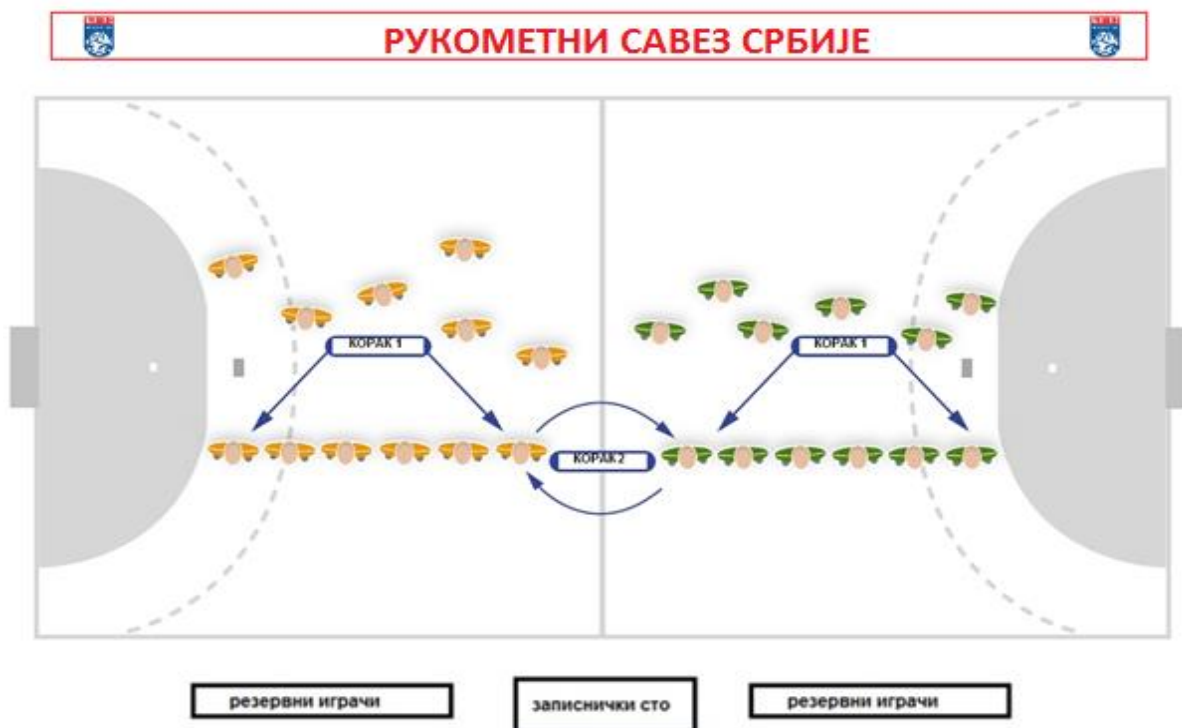 РУКОМЕТНИ САВЕЗ СРБИЈЕ
КОРАК 1
КОРАК 1
КОРАК 2
резервни играчи
записнички сто
резервни играчи